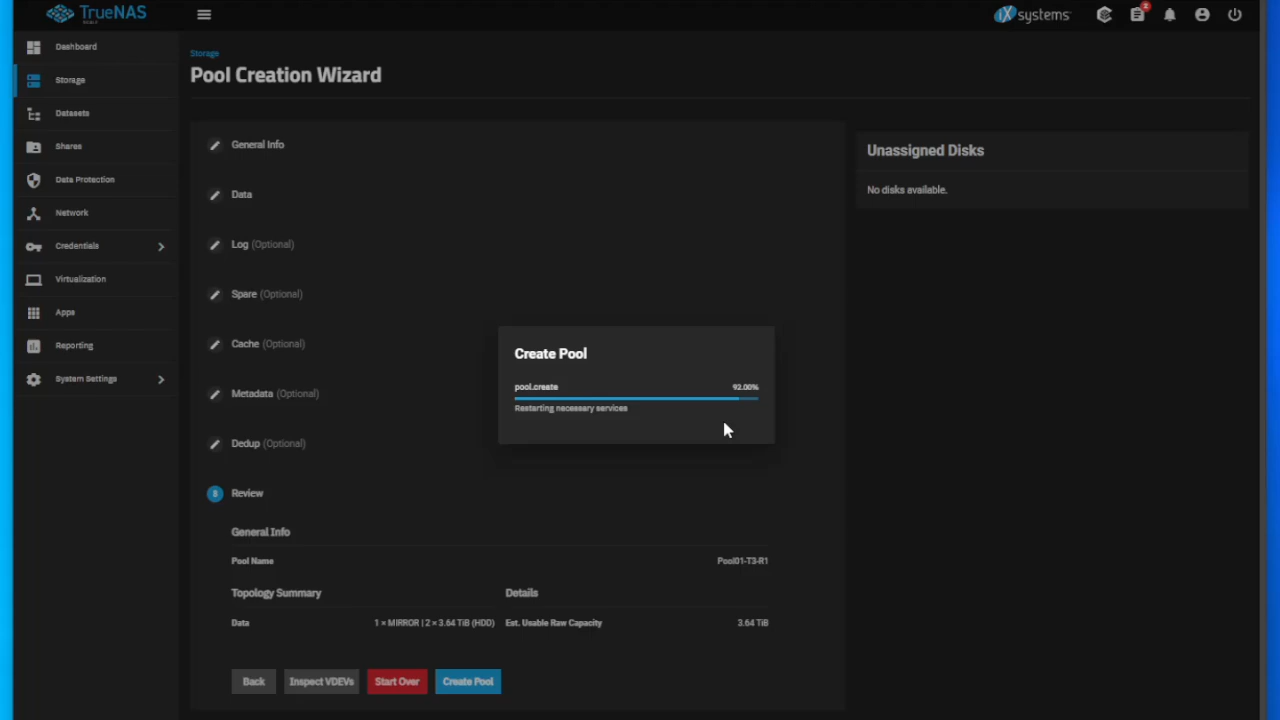 TrueNAS
iXsystems
2
Dashboard
Storage
Datasets
Shares
Data Protection
Network
Credentials
Virtualization
Apps
Reporting
System Settings
Storage
Pool Creation Wizard
General Info
Data
Log (Optional)
Spare (Optional)
Cache (Optional)
Metadata (Optional)
Dedup (Optional)
8 Review
General Info
Pool Name Pool01-T3-R1
Topology Summary Details
Data 1 × MIRROR | 2 × 3.64 TiB (HDD) Est. Usable Raw Capacity 3.64 TiB
Back Inspect VDEVs Start Over Create Pool
Create Pool
pool.create 92.00%
Restarting necessary services
Unassigned Disks
No disks available.